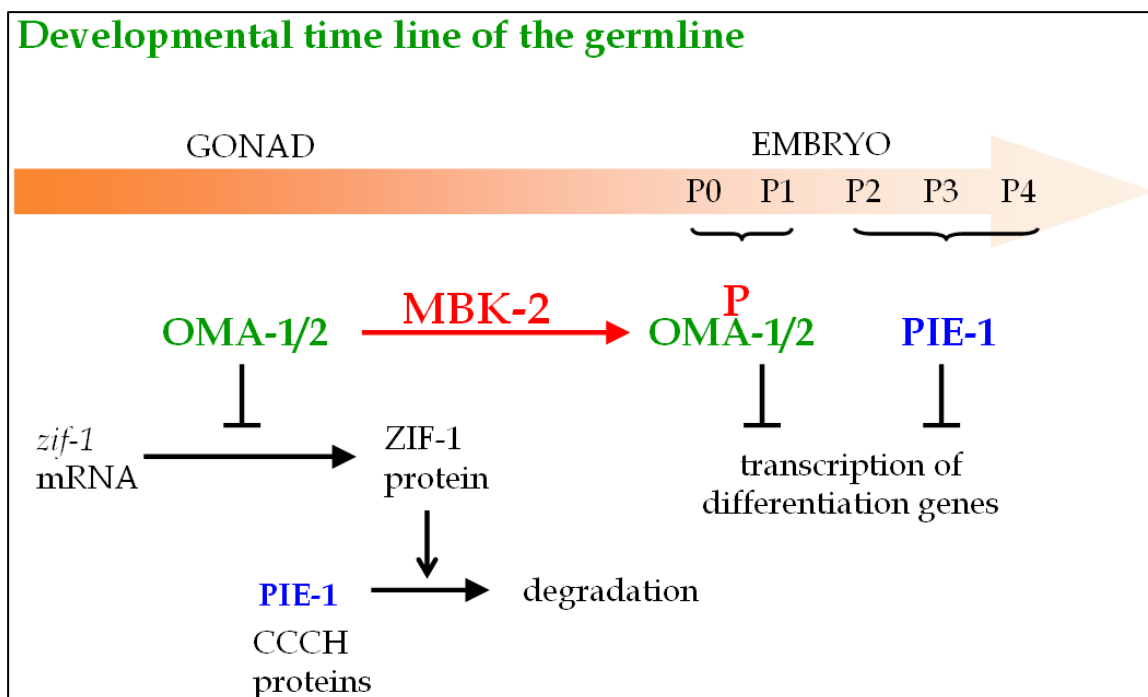 Developmental time line of the germline
GONAD
EMBRYO
P0 P1 P2 P3 P4
MBK-2
P
OMA-1/2
OMA-1/2
PIE-1
zif-1
mRNA
ZIF-1
protein
transcription of
differentiation genes
PIE-1
degradation
CCCH
proteins